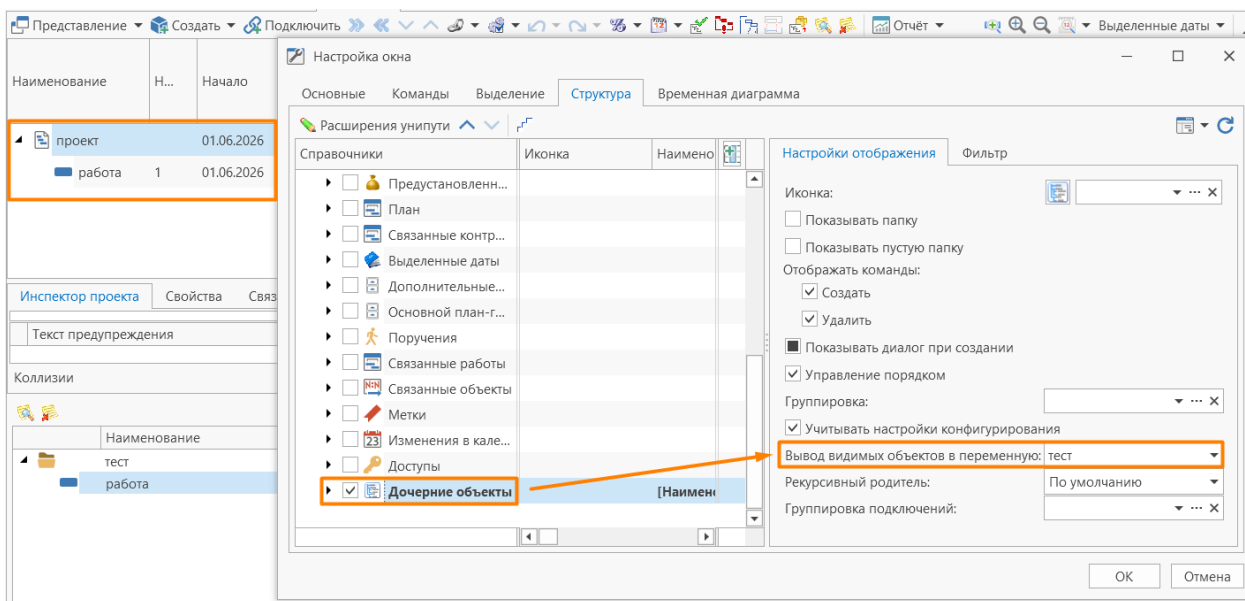 Представление Создать Подключить Отчёт Выделенные даты
Наименование Н... Начало
проект 01.06.2026
работа 1 01.06.2026
Инспектор проекта Свойства Связ
Текст предупреждения
Коллизии
Наименование
тест
работа
Настройка окна
Основные Команды Выделение Структура Временная диаграмма
Расширения унипути
Справочники Иконка Наимено
Предустановленн...
План
Связанные контр...
Выделенные даты
Дополнительные...
Основной план-г...
Поручения
Связанные работы
N:N Связанные объекты
Метки
23 Изменения в кале...
Доступы
Дочерние объекты [Наимен
Настройки отображения Фильтр
Иконка:
Показывать папку
Показывать пустую папку
Отображать команды:
Создать
Удалить
Показывать диалог при создании
Управление порядком
Группировка:
Учитывать настройки конфигурирования
Вывод видимых объектов в переменную: тест
Рекурсивный родитель: По умолчанию
Группировка подключений:
ОК Отмена